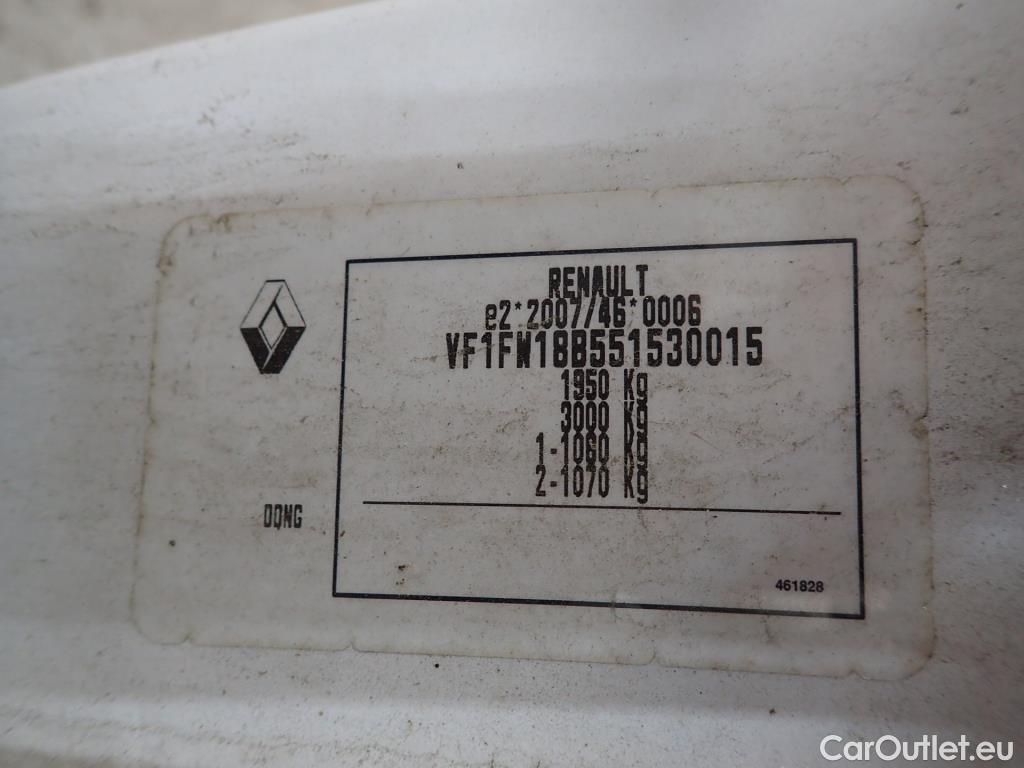 RENAULT
e2*2007/46*0006
VF1FW18B551530015
1950 Kg
3000 Kg
1-1060 Kg
2-1070 Kg
DQNG
461828
CarOutlet.eu